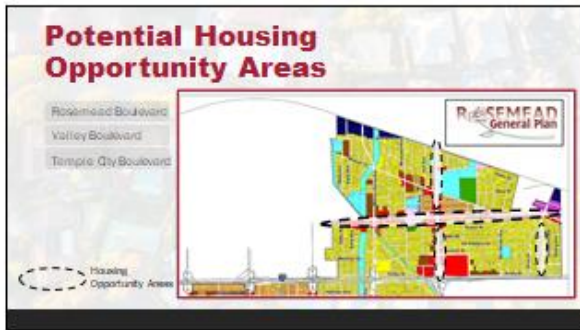 Potential Housing
Opportunity Areas
Rosemead Boulevard
Valley Boulevard
Temple City Boulevard
ROSEMEAD
General Plan
Housing
Opportunity Areas